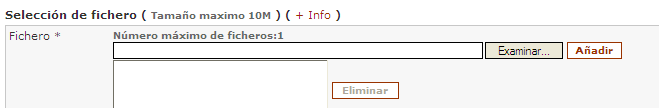 Selección de fichero ( Tamaño maximo 10M ) ( + Info )
Fichero * Número máximo de ficheros:1
Examinar... Añadir
Eliminar